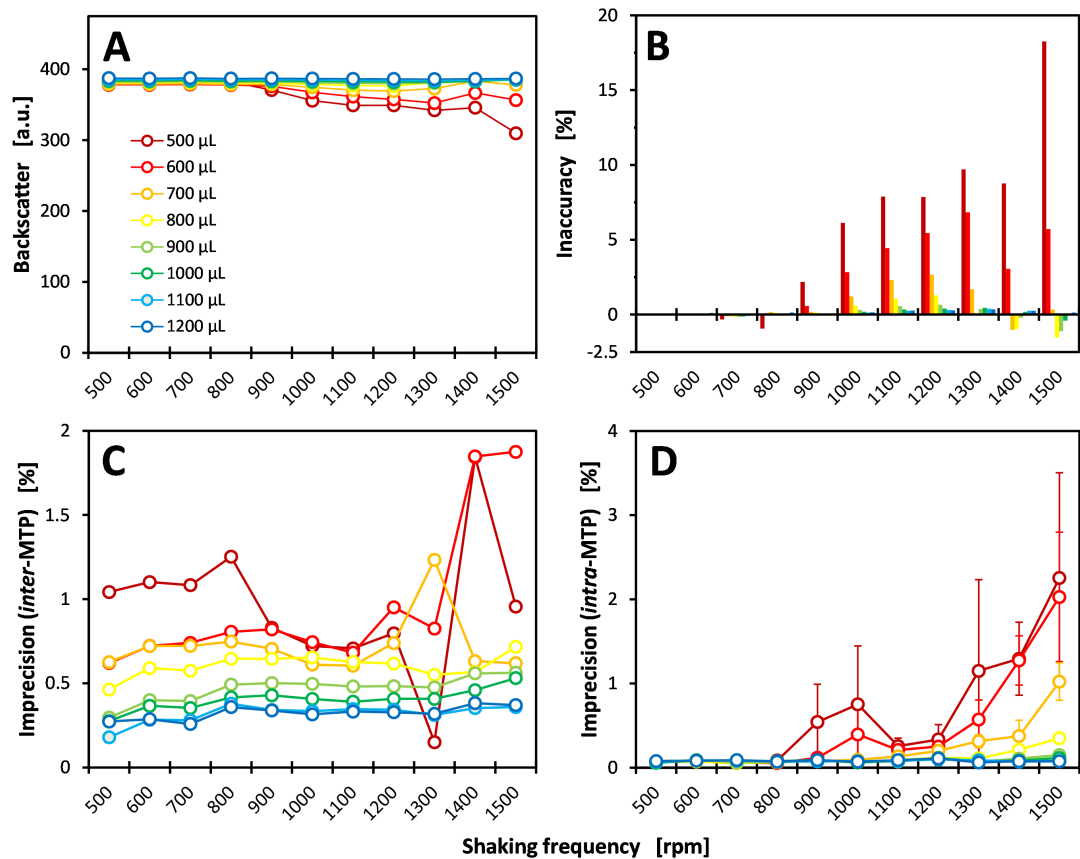 A
Backscatter [a.u.]
400
300
200
100
0
500 µL
600 µL
700 µL
800 µL
900 µL
1000 µL
1100 µL
1200 µL
500 600 700 800 900 1000 1100 1200 1300 1400 1500
B
Inaccuracy [%]
20
15
10
5
0
-2.5
500 600 700 800 900 1000 1100 1200 1300 1400 1500
C
Imprecision (inter-MTP) [%]
2
1.5
1
0.5
0
500 600 700 800 900 1000 1100 1200 1300 1400 1500
D
Imprecision (intra-MTP) [%]
4
3
2
1
0
500 600 700 800 900 1000 1100 1200 1300 1400 1500
Shaking frequency [rpm]